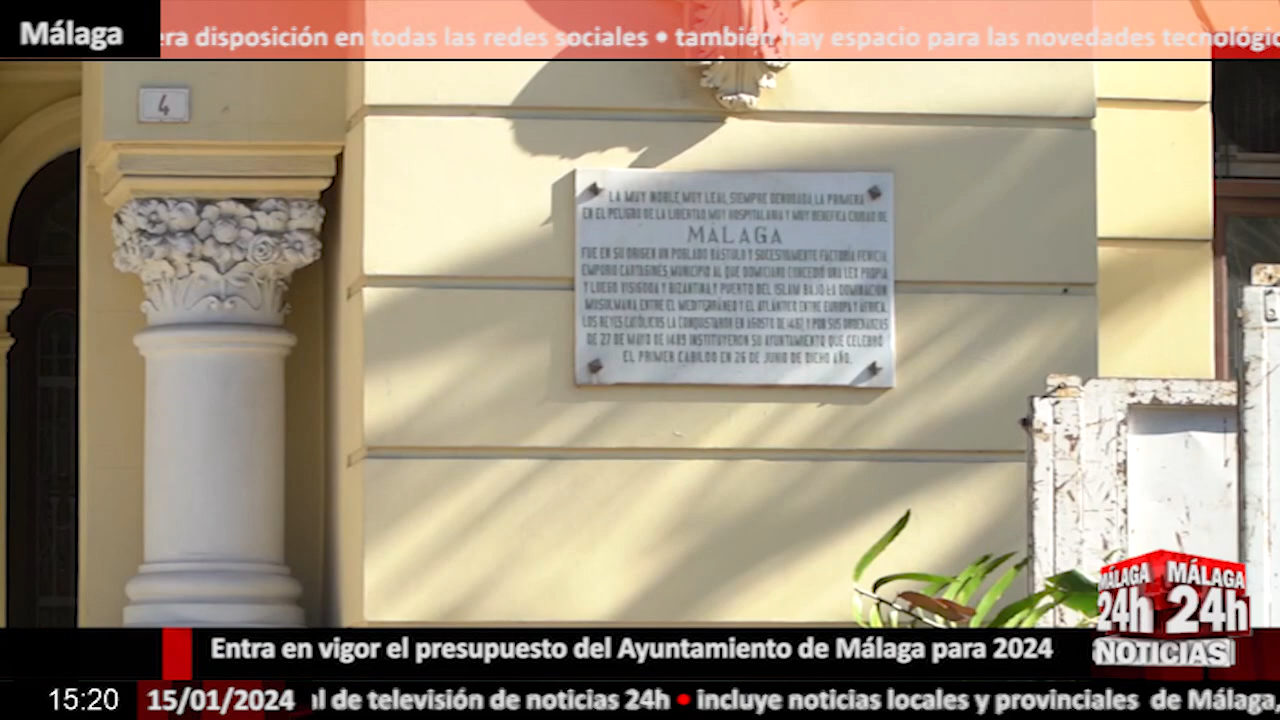 Málaga
era disposición en todas las redes sociales • también hay espacio para las novedades tecnológic
4
LA MUY NOBLE, MUY LEAL, SIEMPRE DENODADA, LA PRIMERA
EN EL PELIGRO DE LA LIBERTAD, MUY HOSPITALARIA Y MUY BENEFICA CIUDAD DE
MÁLAGA
FUE EN SU ORIGEN UN POBLADO BÁSTULO Y SUCESIVAMENTE FACTORÍA FENICIA,
EMPORIO CARTAGINÉS, MUNICIPIO AL QUE DOMICIANO CONCEDIÓ UNA LEX PROPIA
Y LUEGO VISIGODA Y BIZANTINA, Y PUERTO DEL ISLAM BAJO LA DOMINACIÓN
MUSULMANA ENTRE EL MEDITERRÁNEO Y EL ATLÁNTICO, ENTRE EUROPA Y ÁFRICA.
LOS REYES CATÓLICOS LA CONQUISTARON EN AGOSTO DE 1487, Y POR SUS ORDENANZAS
DE 27 DE MAYO DE 1489 INSTITUYERON SU AYUNTAMIENTO QUE CELEBRÓ
EL PRIMER CABILDO EN 26 DE JUNIO DE DICHO AÑO.
MÁLAGA MÁLAGA
24h 24h
NOTICIAS
Entra en vigor el presupuesto del Ayuntamiento de Málaga para 2024
15:20 15/01/2024 al de televisión de noticias 24h • incluye noticias locales y provinciales de Málaga,